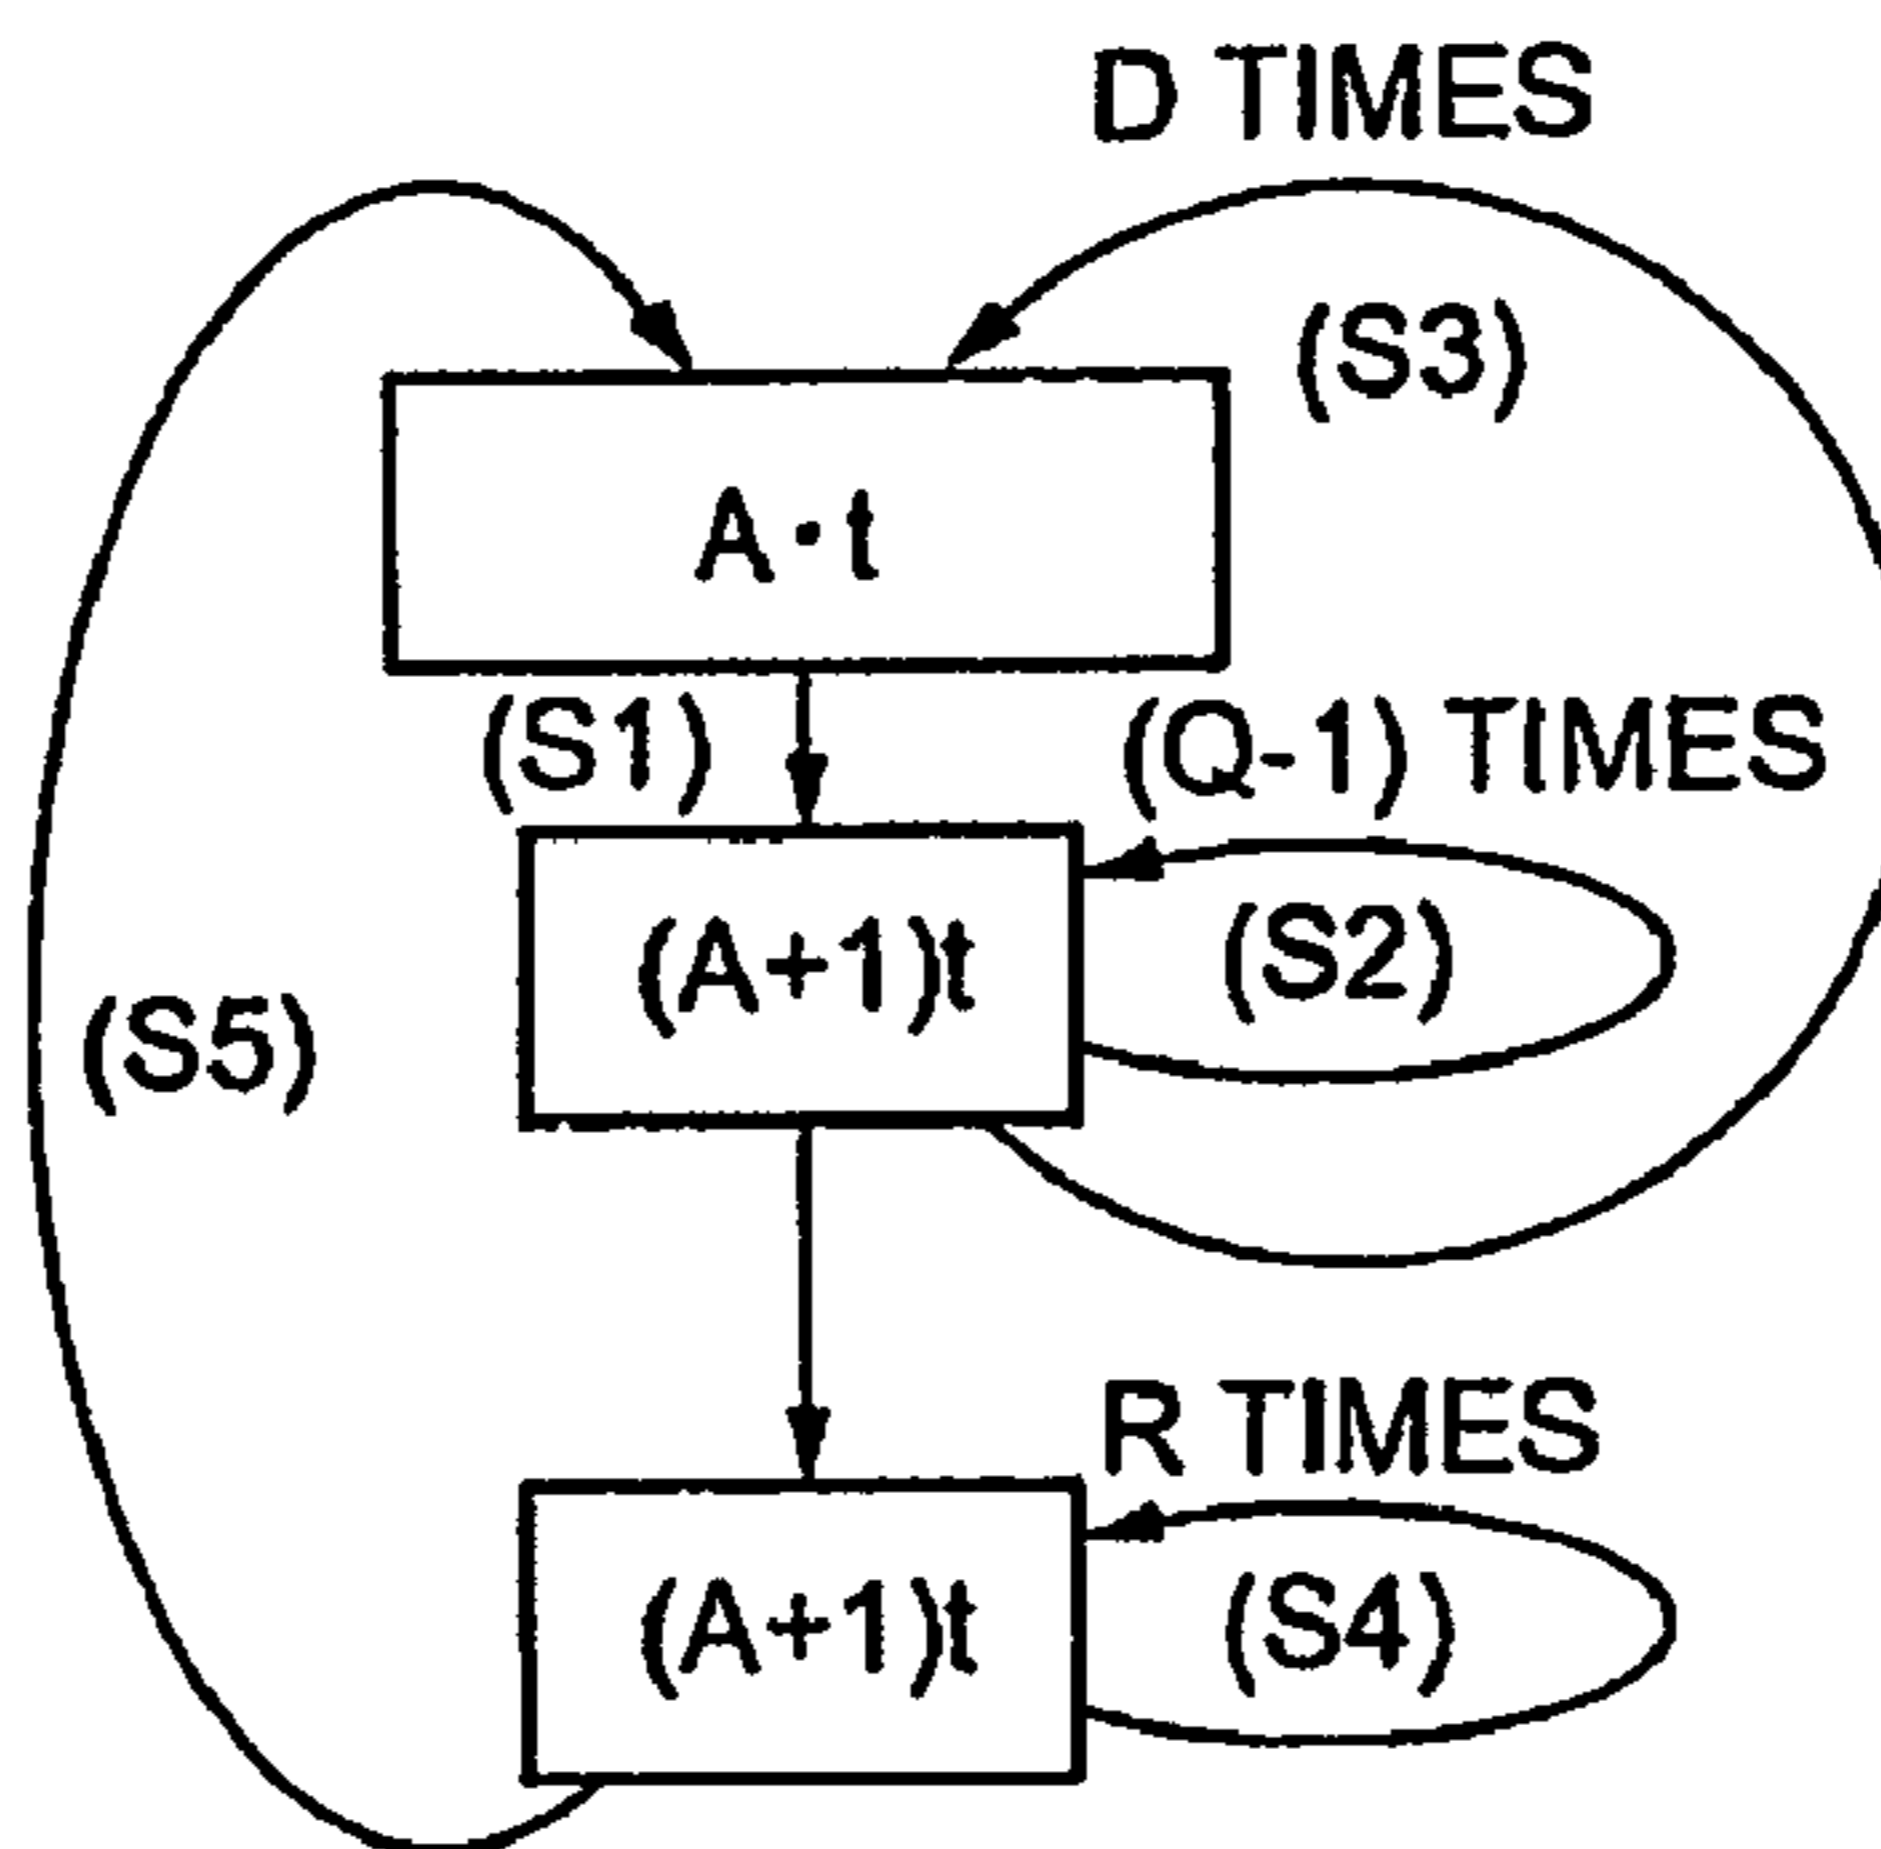 D TIMES
(S3)
A·t
(S1)
(Q-1) TIMES
(A+1)t
(S2)
(S5)
R TIMES
(A+1)t
(S4)